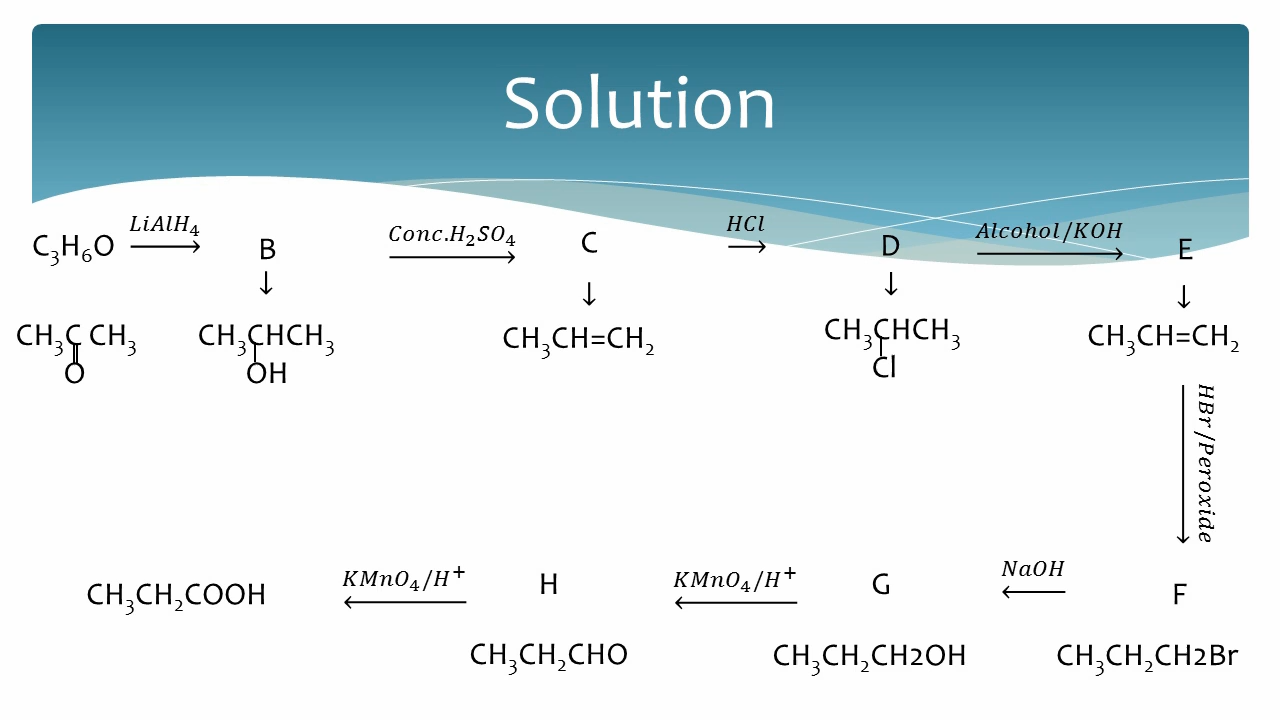 Solution
C₃H₆O LiAlH₄ B Conc.H₂SO₄ C HCl D Alcohol/KOH E
CH₃C CH₃ CH₃CHCH₃ CH₃CH=CH₂ CH₃CHCH₃ CH₃CH=CH₂
O OH Cl
HBr/Peroxide
CH₃CH₂COOH KMnO₄/H⁺ H KMnO₄/H⁺ G NaOH F
CH₃CH₂CHO CH₃CH₂CH2OH CH₃CH₂CH2Br